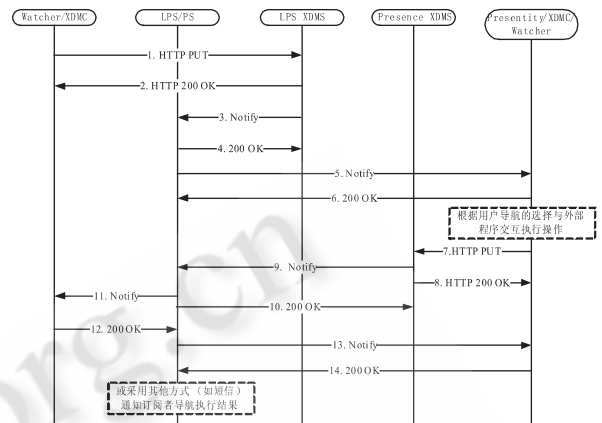 Watcher/XDMC
LPS/PS
LPS XDMS
Presence XDMS
Presentity/XDMC/
Watcher
1. HTTP PUT
2. HTTP 200 OK
3. Notify
4. 200 OK
5. Notify
6. 200 OK
根据用户导航的选择与外部
程序交互执行操作
7.HTTP PUT
9. Notify
8. HTTP 200 OK
11. Notify
10. 200 OK
12. 200 OK
13. Notify
14. 200 OK
或采用其他方式（如短信）
通知订阅者导航执行结果
org.cn